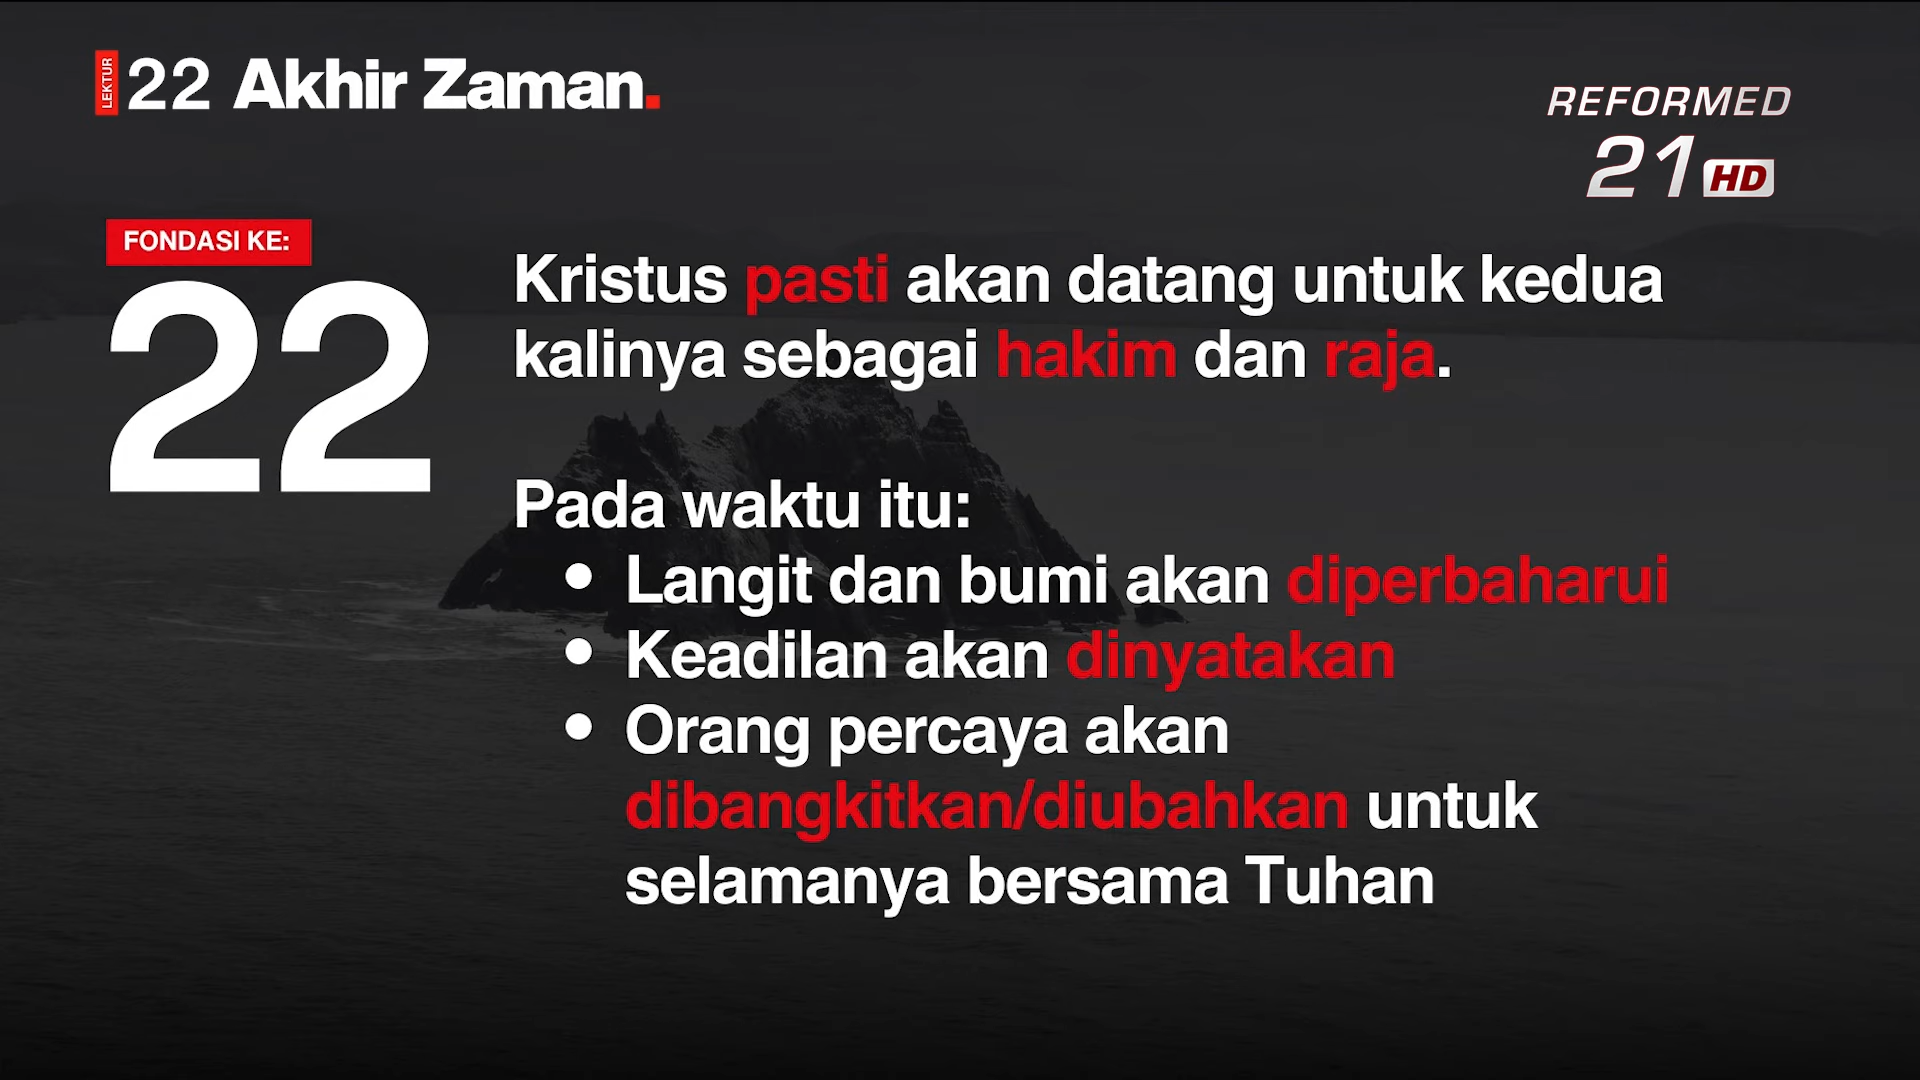 LEKTUR
22 Akhir Zaman.
REFORMED
21 HD
FONDASI KE:
22
Kristus pasti akan datang untuk kedua
kalinya sebagai hakim dan raja.
Pada waktu itu:
• Langit dan bumi akan diperbaharui
• Keadilan akan dinyatakan
• Orang percaya akan
dibangkitkan/diubahkan untuk
selamanya bersama Tuhan